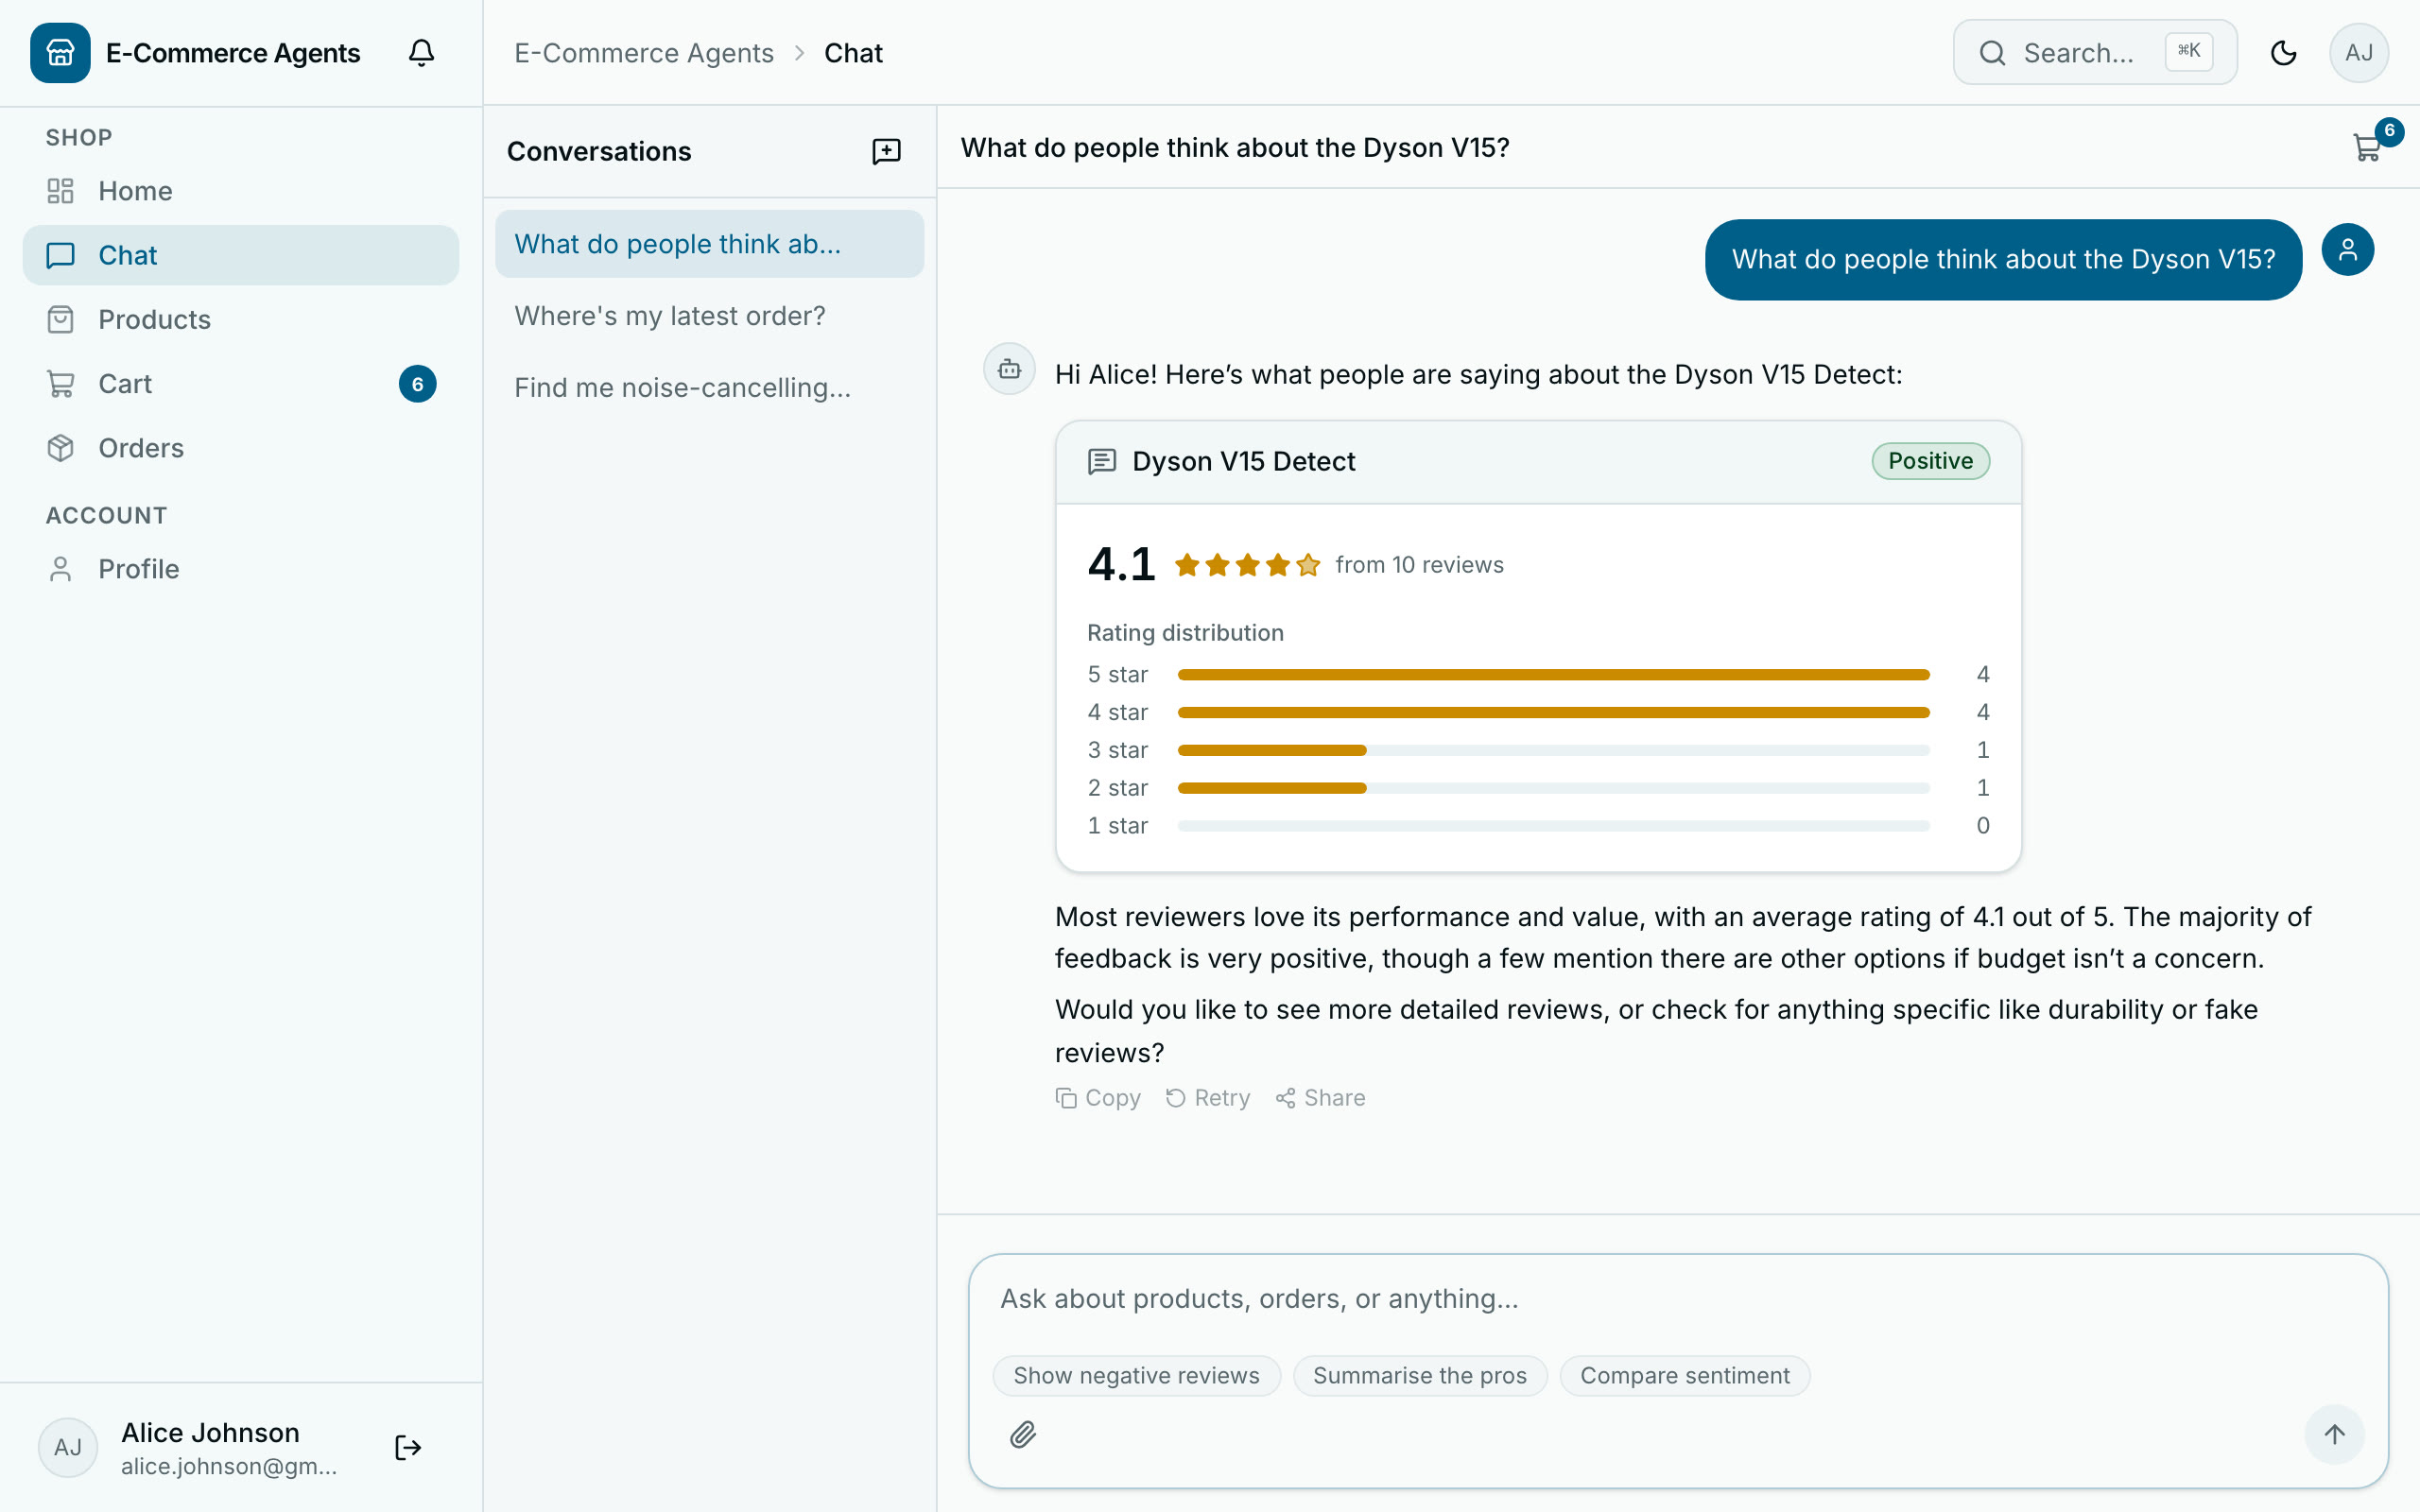 E-Commerce Agents
SHOP
Home
Chat
Products
Cart
6
Orders
ACCOUNT
Profile
AJ
Alice Johnson
alice.johnson@gm...
E-Commerce Agents > Chat
Search...
⌘K
AJ
Conversations
What do people think ab...
Where's my latest order?
Find me noise-cancelling...
What do people think about the Dyson V15?
6
What do people think about the Dyson V15?
Hi Alice! Here’s what people are saying about the Dyson V15 Detect:
Dyson V15 Detect
Positive
4.1
from 10 reviews
Rating distribution
5 star 4
4 star 4
3 star 1
2 star 1
1 star 0
Most reviewers love its performance and value, with an average rating of 4.1 out of 5. The majority of
feedback is very positive, though a few mention there are other options if budget isn’t a concern.
Would you like to see more detailed reviews, or check for anything specific like durability or fake
reviews?
Copy Retry Share
Ask about products, orders, or anything...
Show negative reviews
Summarise the pros
Compare sentiment